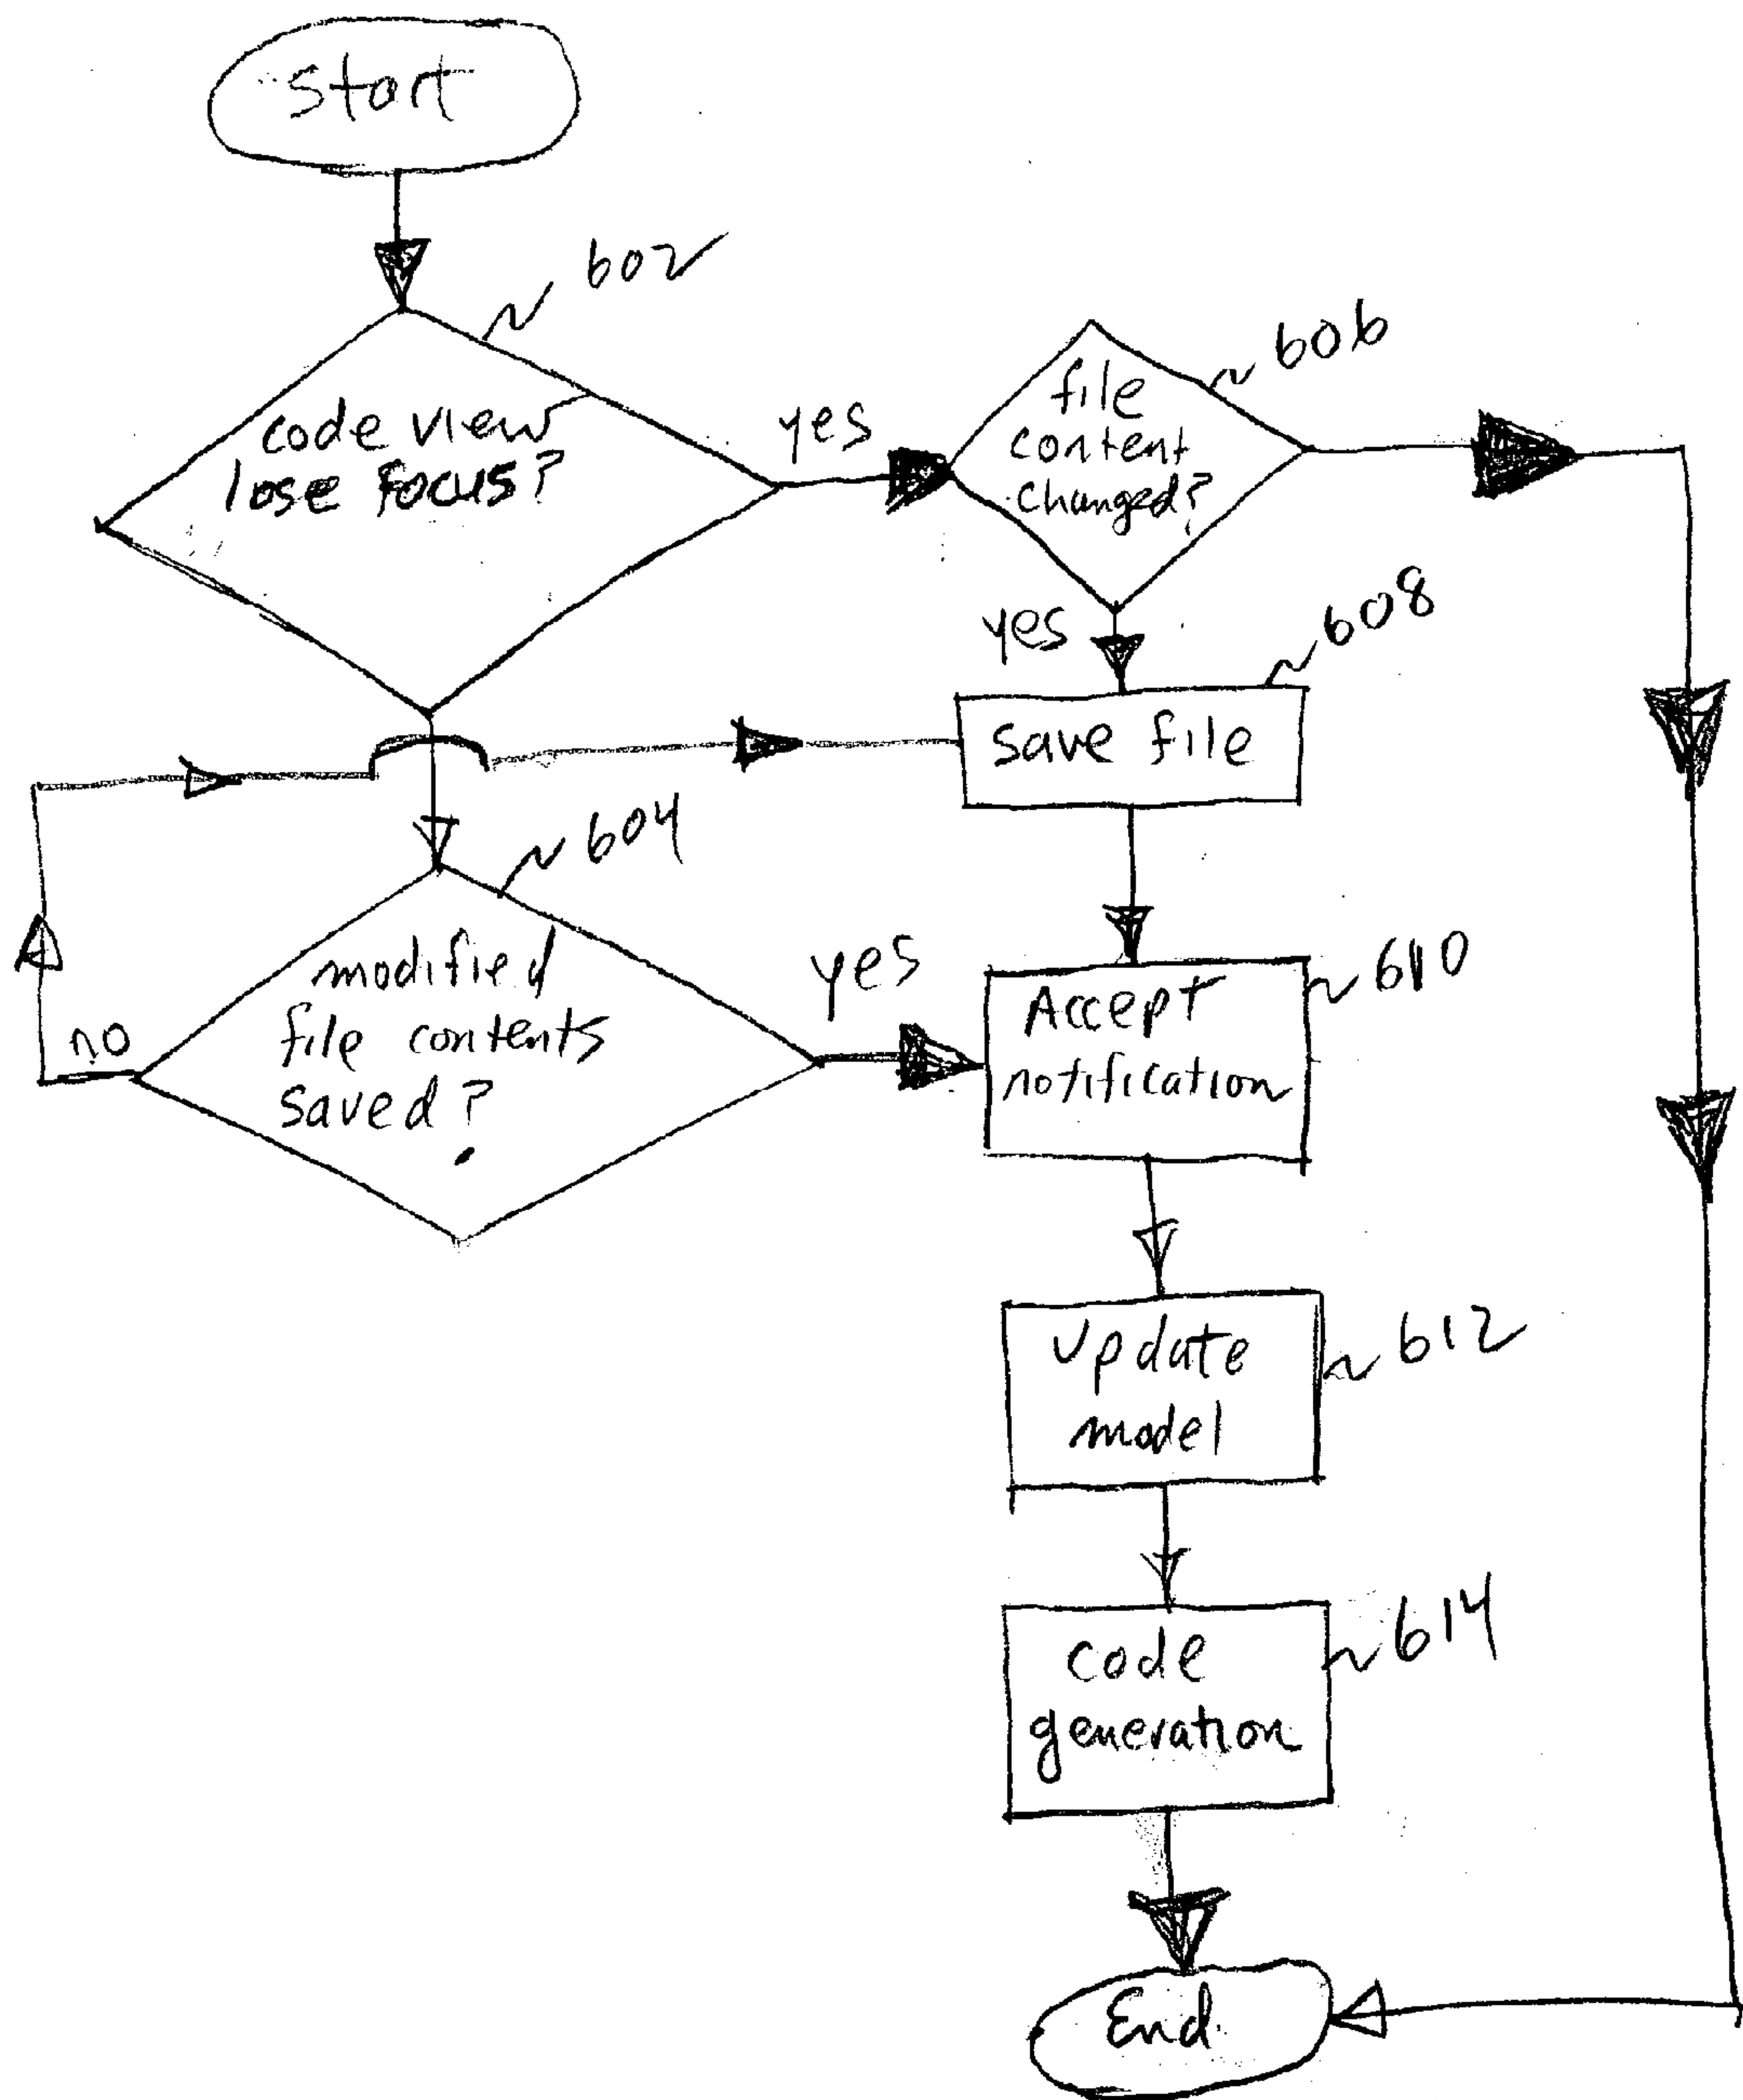 Start
602
code view
lose focus?
yes
606
file
content
changed?
yes
608
save file
604
modified
file contents
saved?
no
yes
610
Accept
notification
Update
model
612
code
generation
614
End